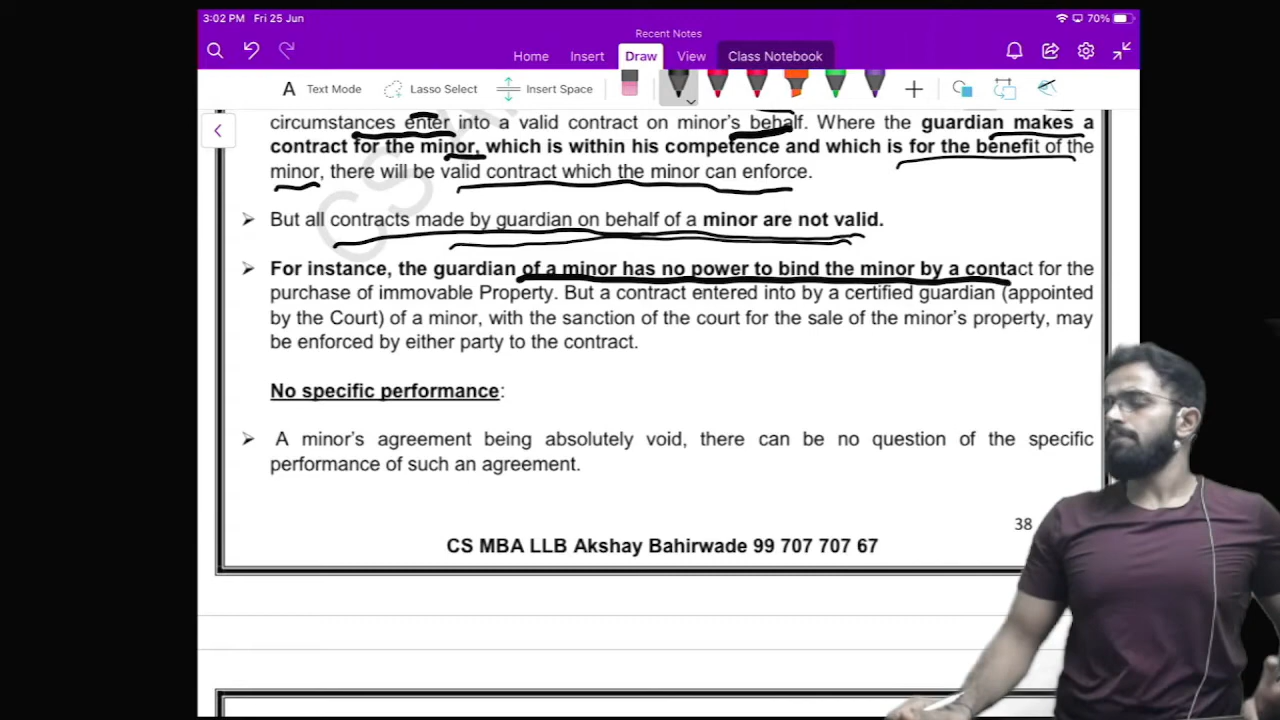 3:02 PM Fri 25 Jun
70%
Recent Notes
Home Insert Draw View Class Notebook
A Text Mode Lasso Select Insert Space
circumstances enter into a valid contract on minor's behalf. Where the guardian makes a
contract for the minor, which is within his competence and which is for the benefit of the
minor, there will be valid contract which the minor can enforce.
➢ But all contracts made by guardian on behalf of a minor are not valid.
➢ For instance, the guardian of a minor has no power to bind the minor by a contact for the
purchase of immovable Property. But a contract entered into by a certified guardian (appointed
by the Court) of a minor, with the sanction of the court for the sale of the minor's property, may
be enforced by either party to the contract.
No specific performance:
➢ A minor's agreement being absolutely void, there can be no question of the specific
performance of such an agreement.
38
CS MBA LLB Akshay Bahirwade 99 707 707 67